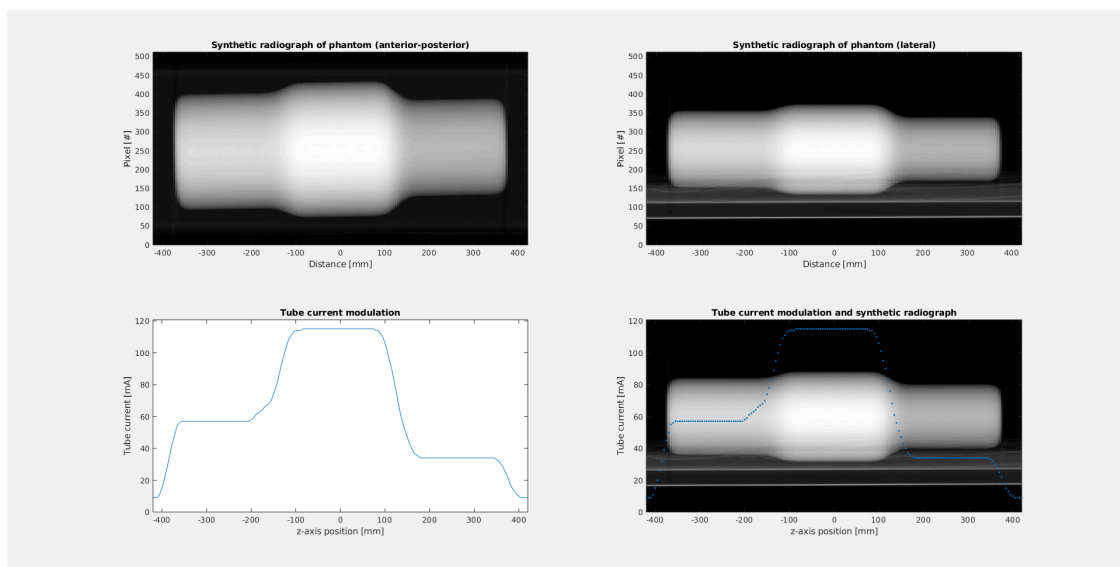 Synthetic radiograph of phantom (anterior-posterior)
500
450
400
350
300
250
200
150
100
50
0
Pixel [#]
-400 -300 -200 -100 0 100 200 300 400
Distance [mm]
Synthetic radiograph of phantom (lateral)
500
450
400
350
300
250
200
150
100
50
0
Pixel [#]
-400 -300 -200 -100 0 100 200 300 400
Distance [mm]
Tube current modulation
120
100
80
60
40
20
0
Tube current [mA]
-400 -300 -200 -100 0 100 200 300 400
z-axis position [mm]
Tube current modulation and synthetic radiograph
120
100
80
60
40
20
0
Tube current [mA]
-400 -300 -200 -100 0 100 200 300 400
z-axis position [mm]